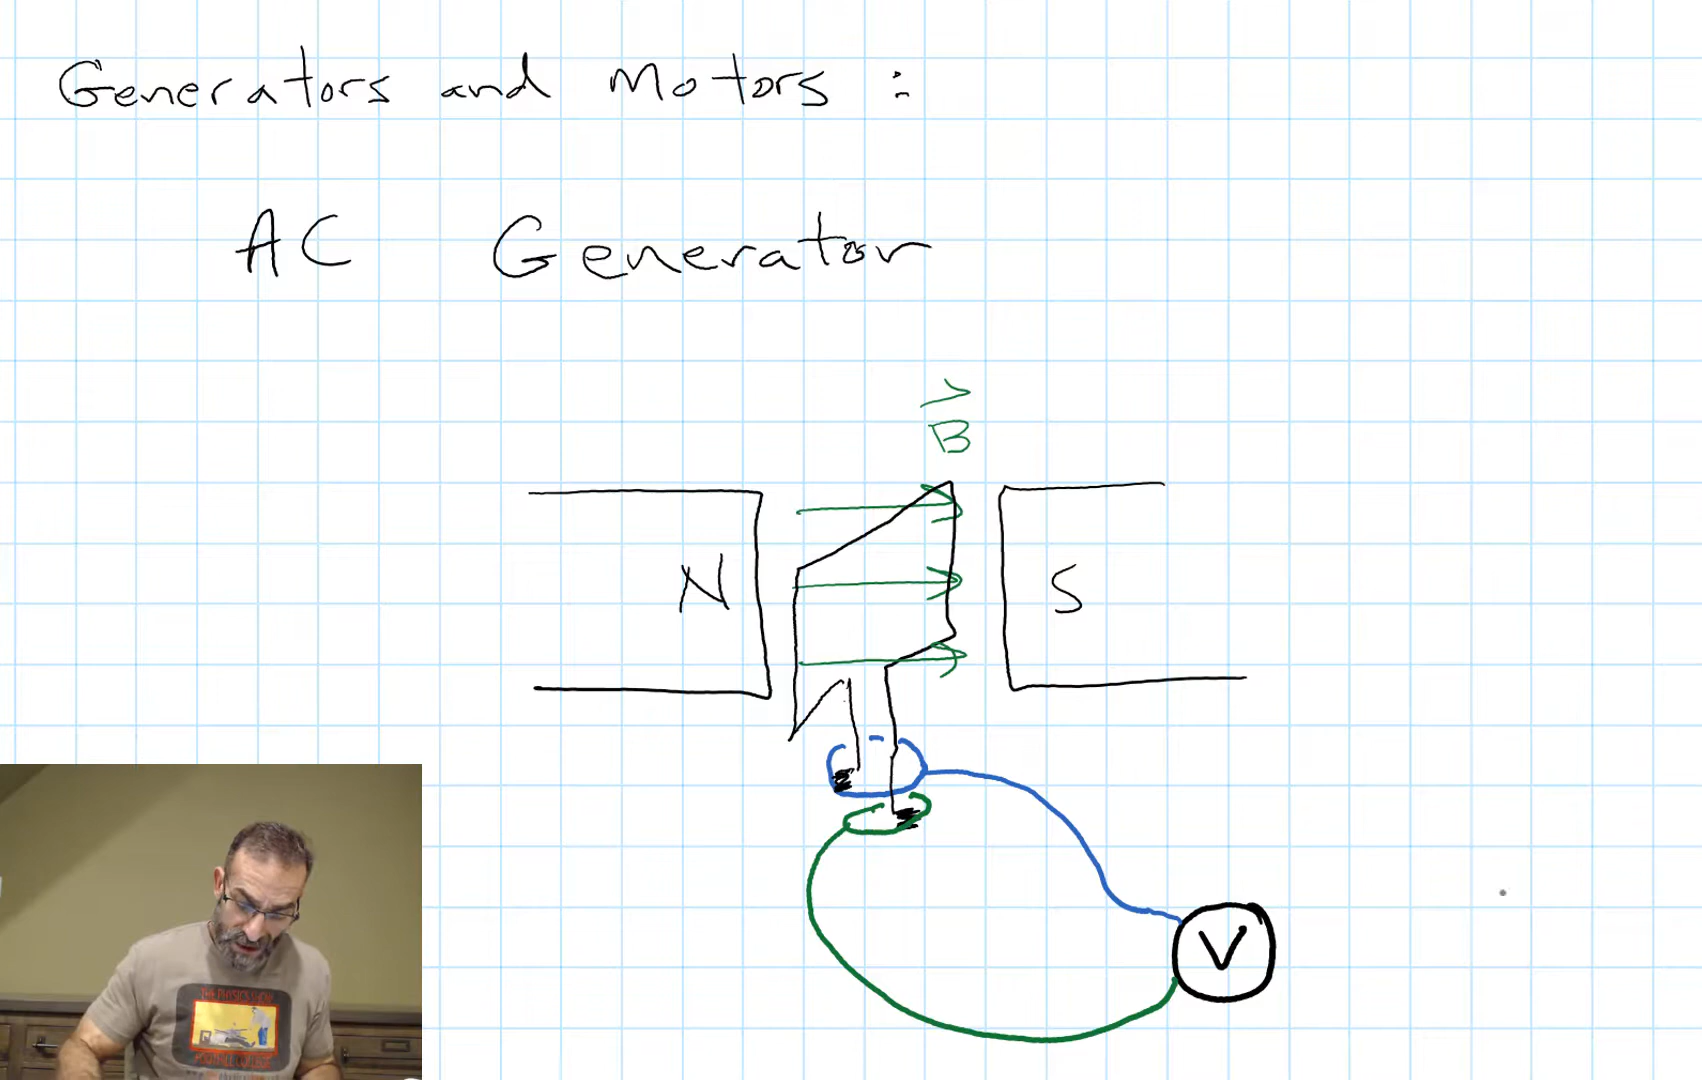 Generators and Motors :
AC Generator
B
N
S
V